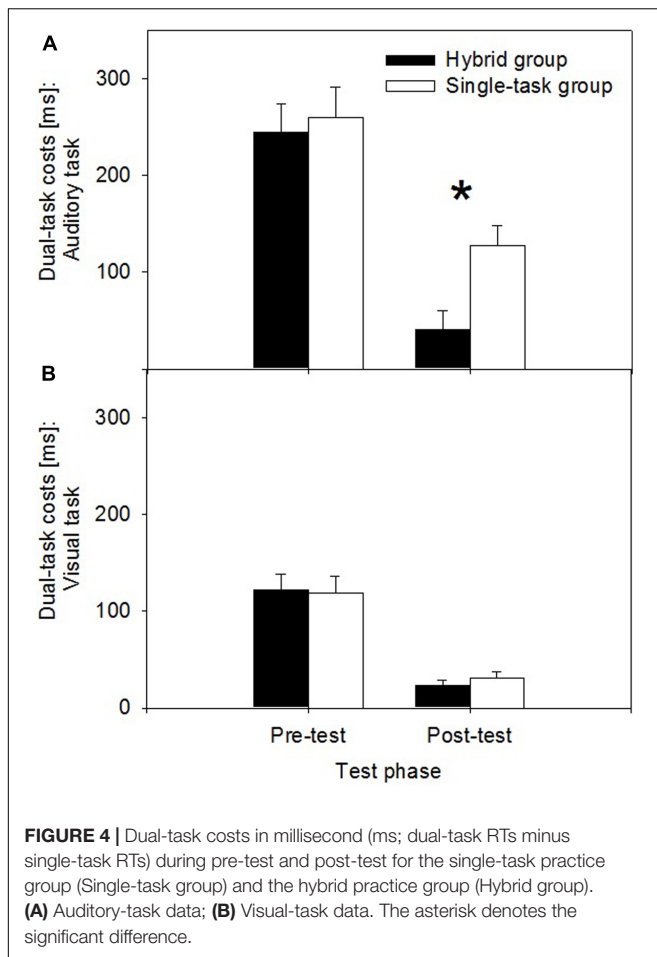 A
300
200
100
Dual-task costs [ms]:
Auditory task
Hybrid group
Single-task group
*
B
300
200
100
0
Dual-task costs [ms]:
Visual task
Pre-test
Post-test
Test phase
FIGURE 4 | Dual-task costs in millisecond (ms; dual-task RTs minus
single-task RTs) during pre-test and post-test for the single-task practice
group (Single-task group) and the hybrid practice group (Hybrid group).
(A) Auditory-task data; (B) Visual-task data. The asterisk denotes the
significant difference.